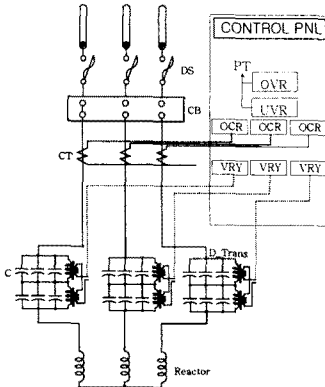 CONTROL PNL
DS
PT
OVR
CB
UVR
OCR OCR OCR
CT
VRY VRY VRY
D_Trans
C
Reactor